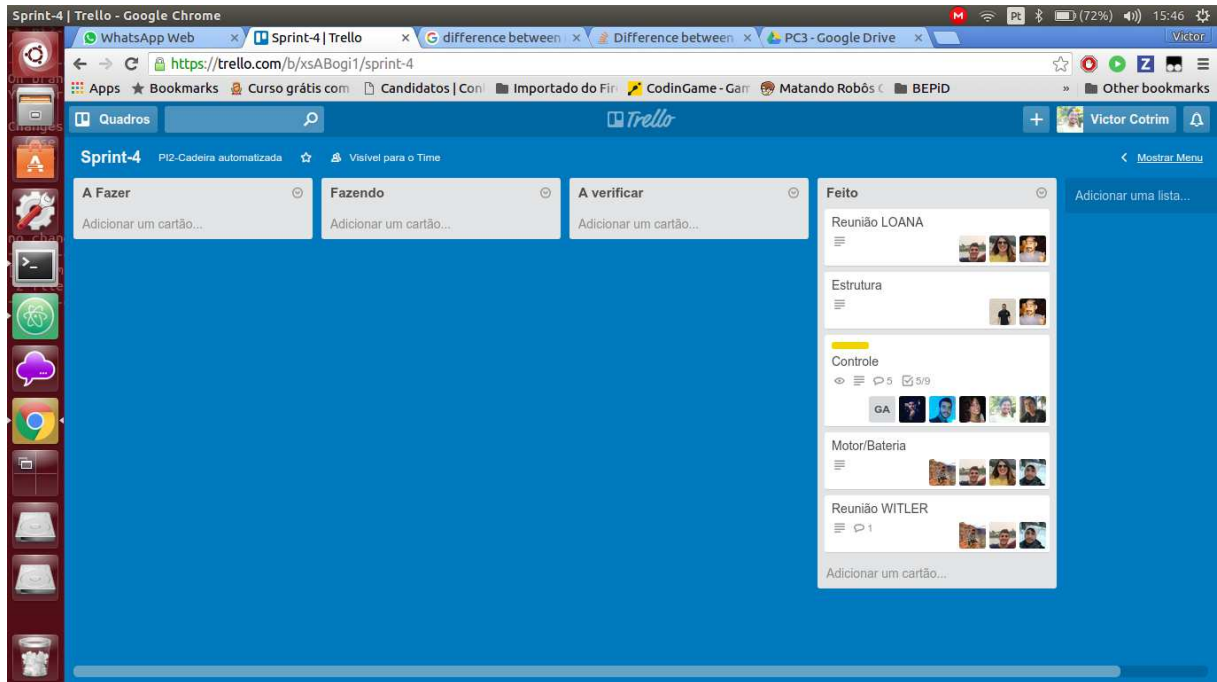 Sprint-4 | Trello - Google Chrome
M Pt (72%) 15:46
WhatsApp Web Sprint-4 | Trello difference between Difference between PC3 - Google Drive Victor
https://trello.com/b/xsABogi1/sprint-4 Z
Apps Bookmarks Curso grátis com Candidatos | Con Importado do Fir CodinGame - Gam Matando Robôs BEPiD » Other bookmarks
Quadros Trello + Victor Cotrim
Sprint-4 PI2-Cadeira automatizada Visível para o Time Mostrar Menu
A Fazer
Adicionar um cartão...
Fazendo
Adicionar um cartão...
A verificar
Adicionar um cartão...
Feito
Reunião LOANA
Estrutura
Controle
5 5/9
GA
Motor/Bateria
Reunião WITLER
1
Adicionar um cartão...
Adicionar uma lista...